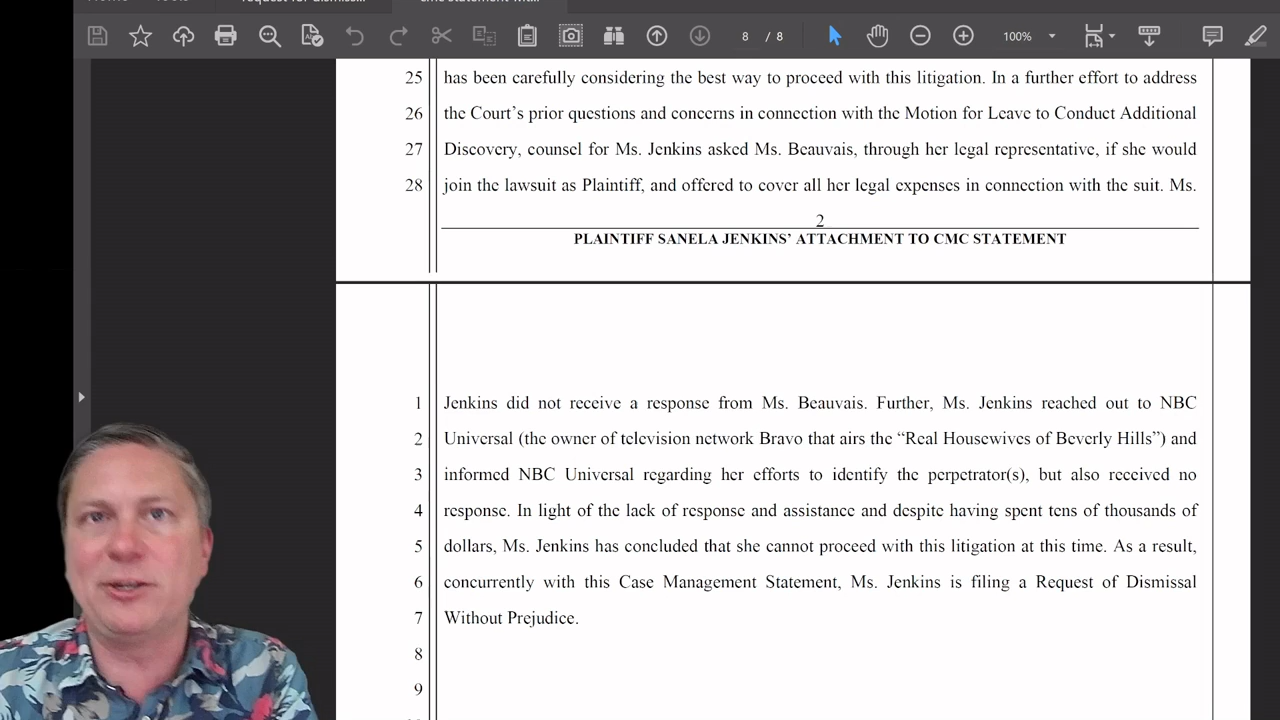 request for dismiss...
cmc statement wit...
8 / 8
100%
25 has been carefully considering the best way to proceed with this litigation. In a further effort to address
26 the Court’s prior questions and concerns in connection with the Motion for Leave to Conduct Additional
27 Discovery, counsel for Ms. Jenkins asked Ms. Beauvais, through her legal representative, if she would
28 join the lawsuit as Plaintiff, and offered to cover all her legal expenses in connection with the suit. Ms.
2
PLAINTIFF SANELA JENKINS’ ATTACHMENT TO CMC STATEMENT
1 Jenkins did not receive a response from Ms. Beauvais. Further, Ms. Jenkins reached out to NBC
2 Universal (the owner of television network Bravo that airs the “Real Housewives of Beverly Hills”) and
3 informed NBC Universal regarding her efforts to identify the perpetrator(s), but also received no
4 response. In light of the lack of response and assistance and despite having spent tens of thousands of
5 dollars, Ms. Jenkins has concluded that she cannot proceed with this litigation at this time. As a result,
6 concurrently with this Case Management Statement, Ms. Jenkins is filing a Request of Dismissal
7 Without Prejudice.
8
9